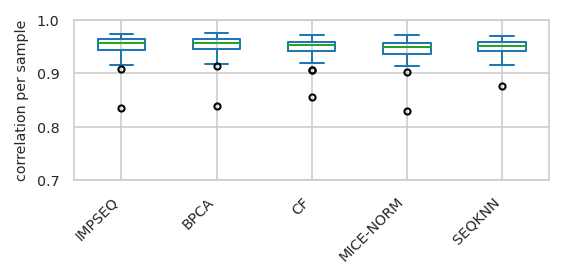 correlation per sample
1.0
0.9
0.8
0.7
IMPSEQ
BPCA
CF
MICE-NORM
SEQKNN